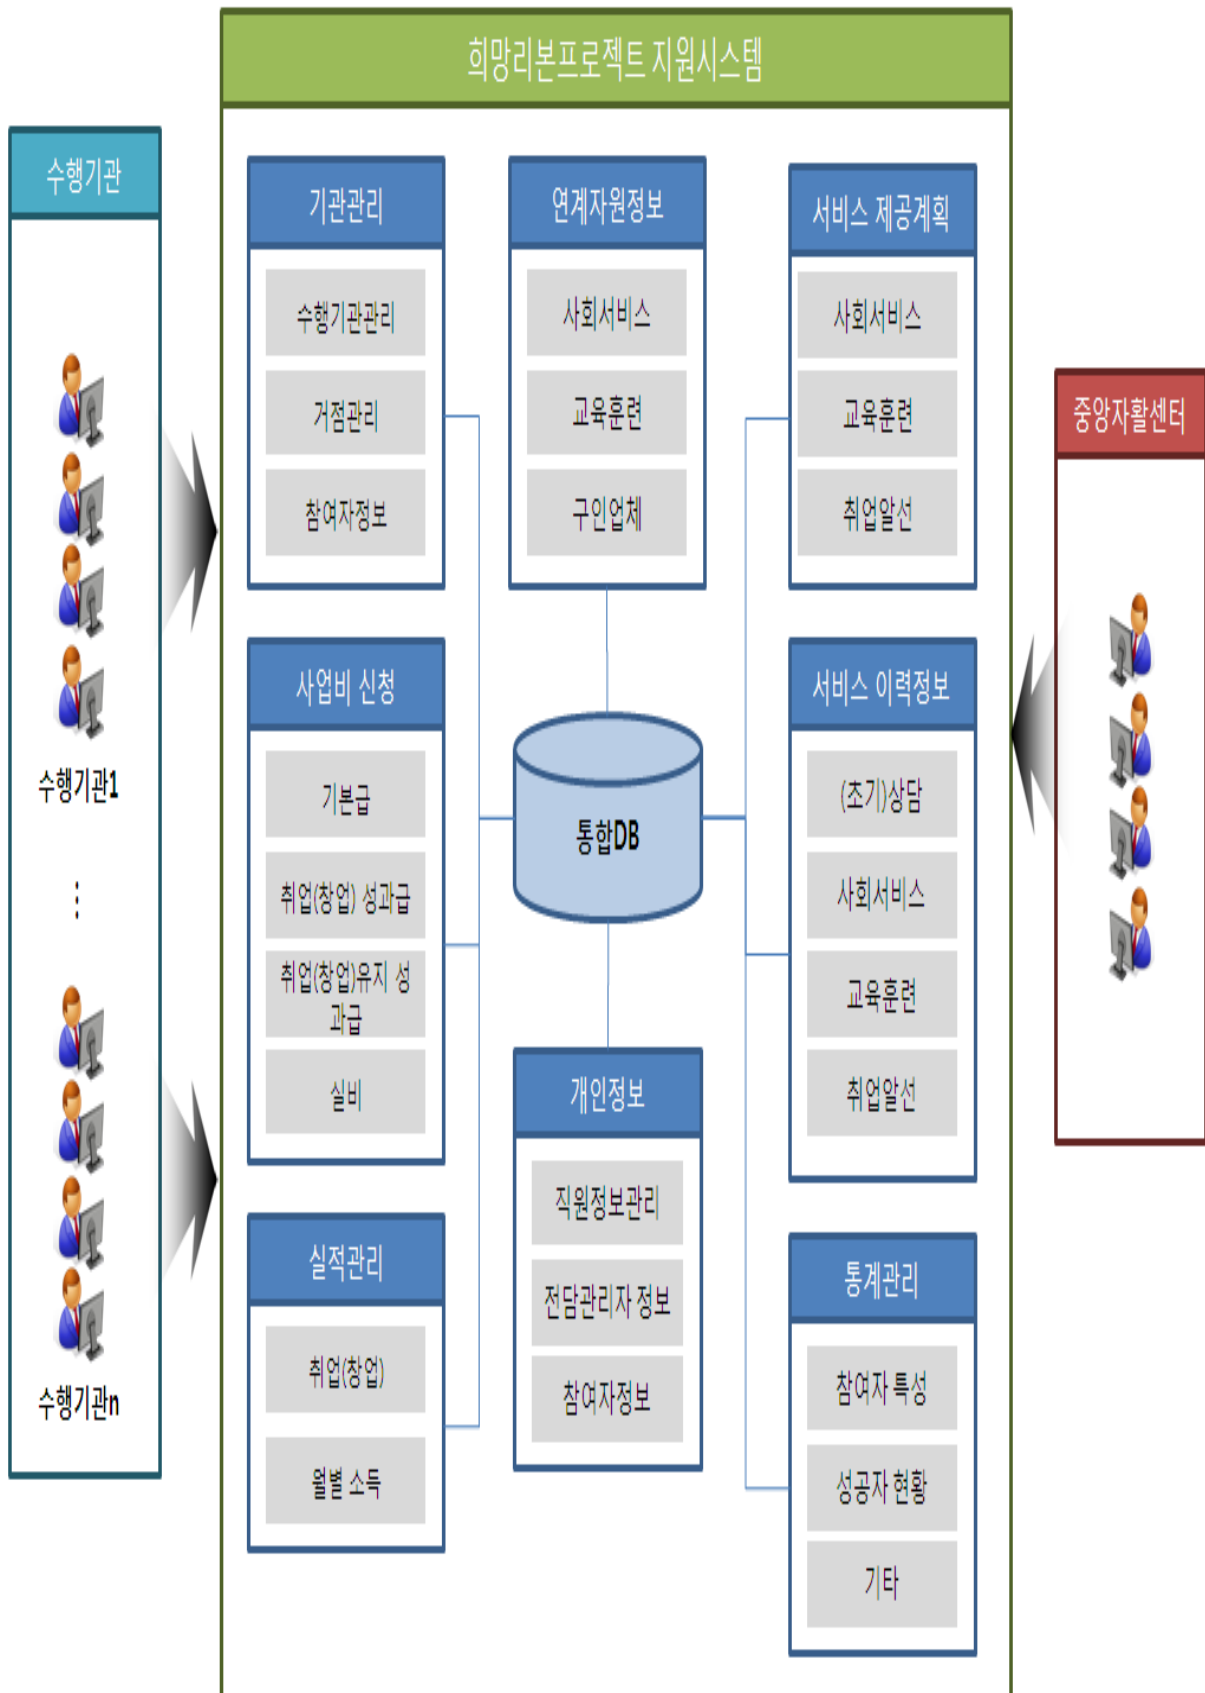 희망리본프로젝트 지원시스템
수행기관
수행기관1
⋮
수행기관n
기관관리
수행기관관리
거점관리
참여자정보
사업비 신청
기본급
취업(창업) 성과급
취업(창업)유지 성
과급
실비
실적관리
취업(창업)
월별 소득
연계자원정보
사회서비스
교육훈련
구인업체
통합DB
개인정보
직원정보관리
전담관리자 정보
참여자정보
서비스 제공계획
사회서비스
교육훈련
취업알선
서비스 이력정보
(초기)상담
사회서비스
교육훈련
취업알선
통계관리
참여자 특성
성공자 현황
기타
중앙자활센터